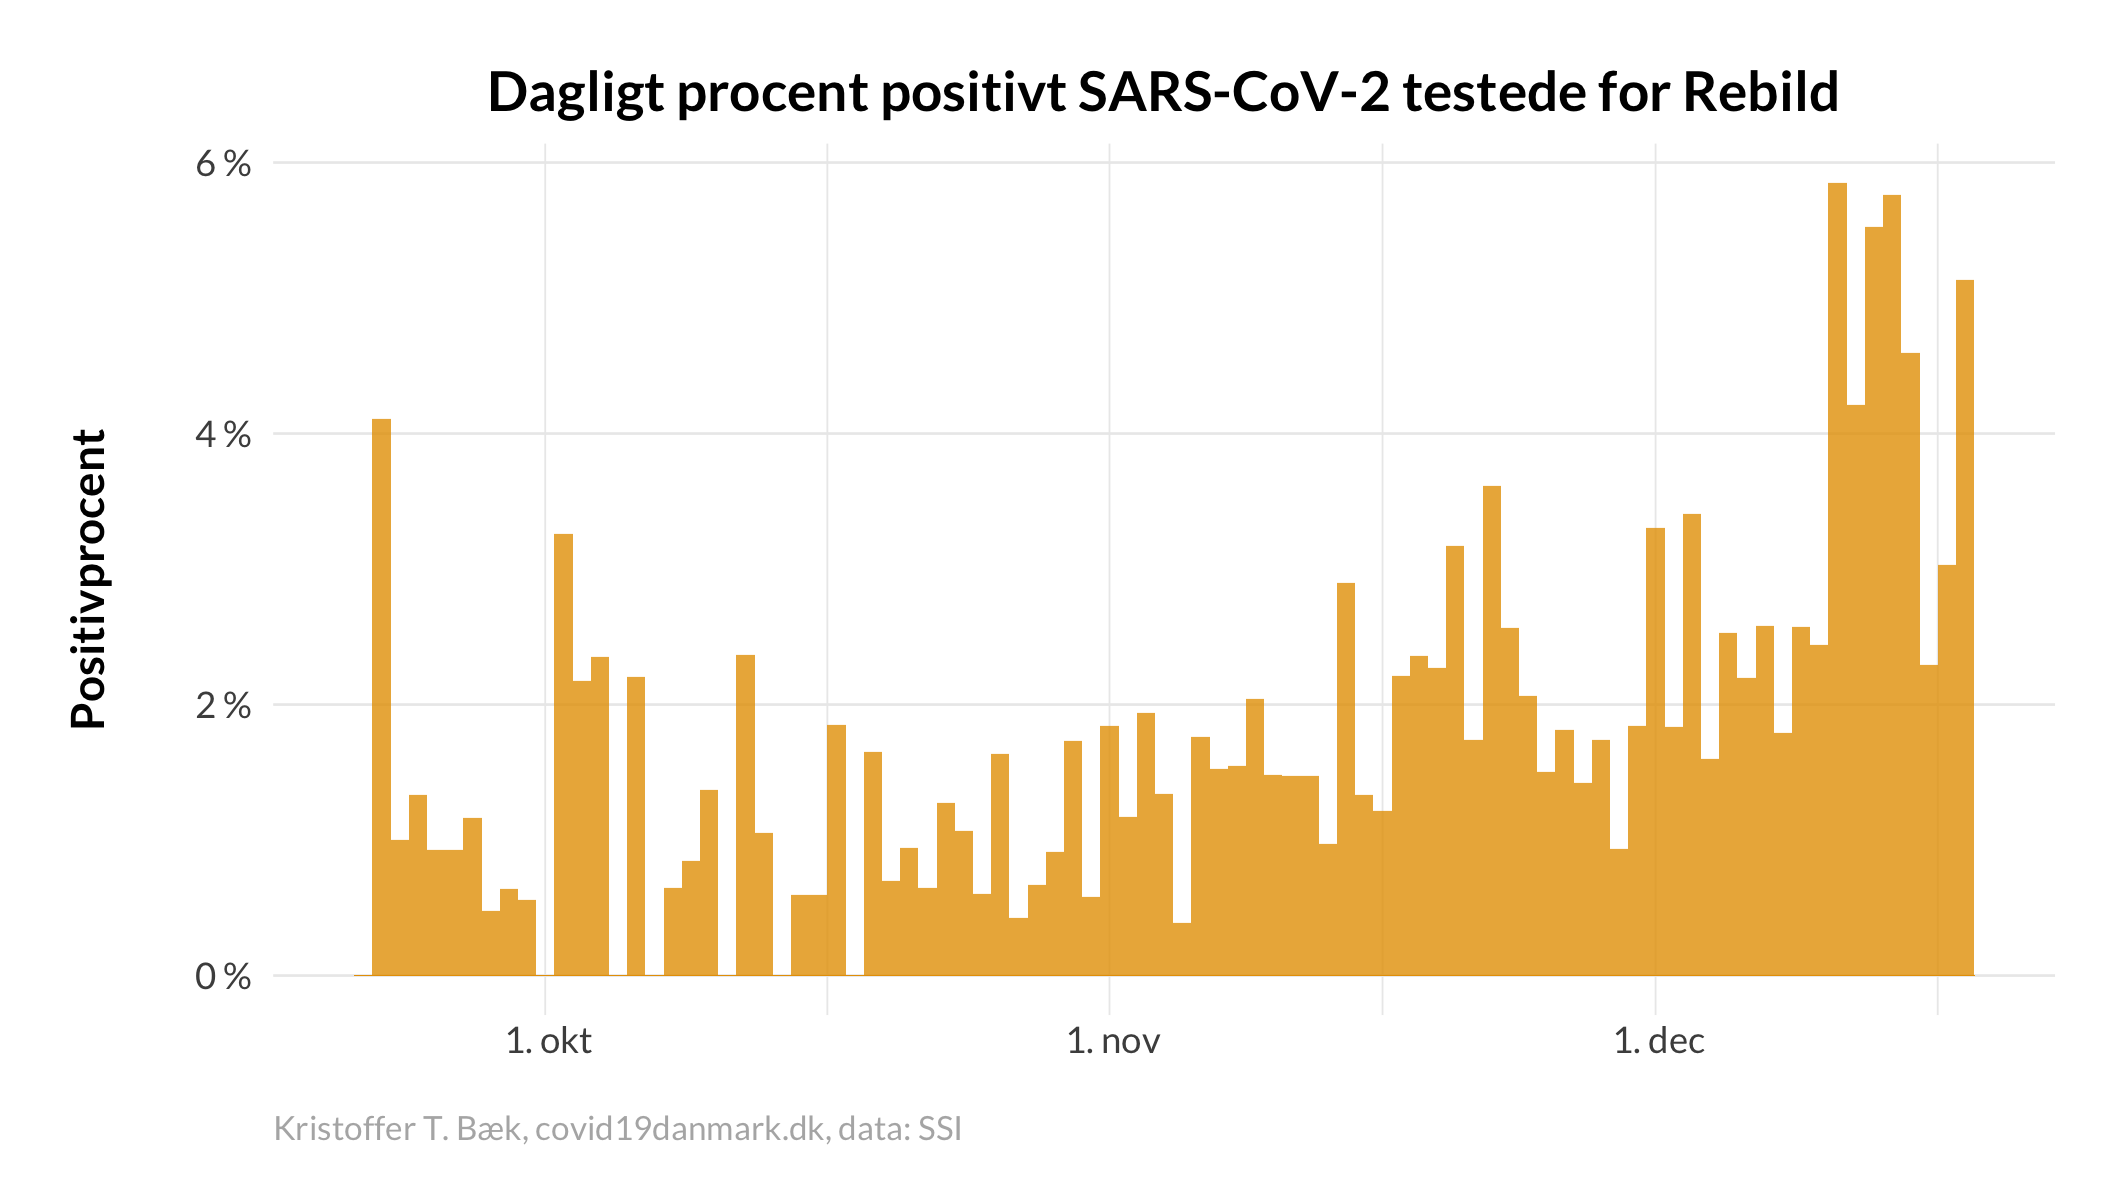 Dagligt procent positivt SARS-CoV-2 testede for Rebild
Positivprocent
6 %
4 %
2 %
0 %
1. okt
1. nov
1. dec
Kristoffer T. Bæk, covid19danmark.dk, data: SSI